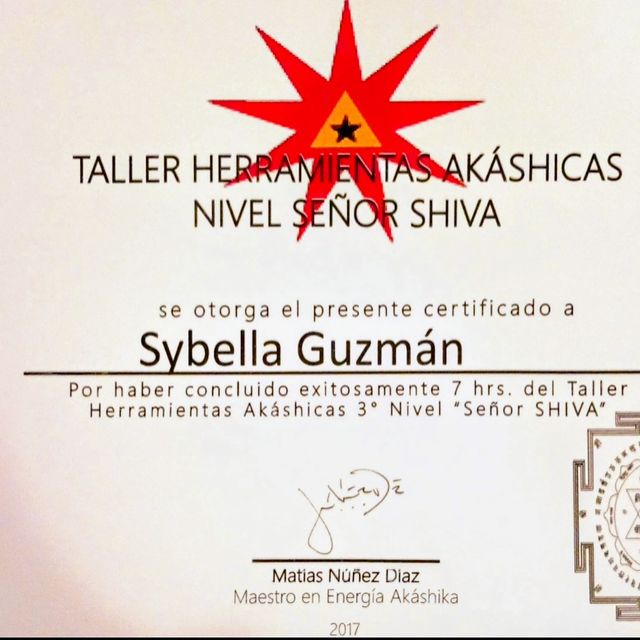 TALLER HERRAMIENTAS AKÁSHICAS
NIVEL SEÑOR SHIVA
se otorga el presente certificado a
Sybella Guzmán
Por haber concluido exitosamente 7 hrs. del Taller
Herramientas Akáshicas 3° Nivel "Señor SHIVA"
Matias Núñez Diaz
Maestro en Energía Akáshika
2017